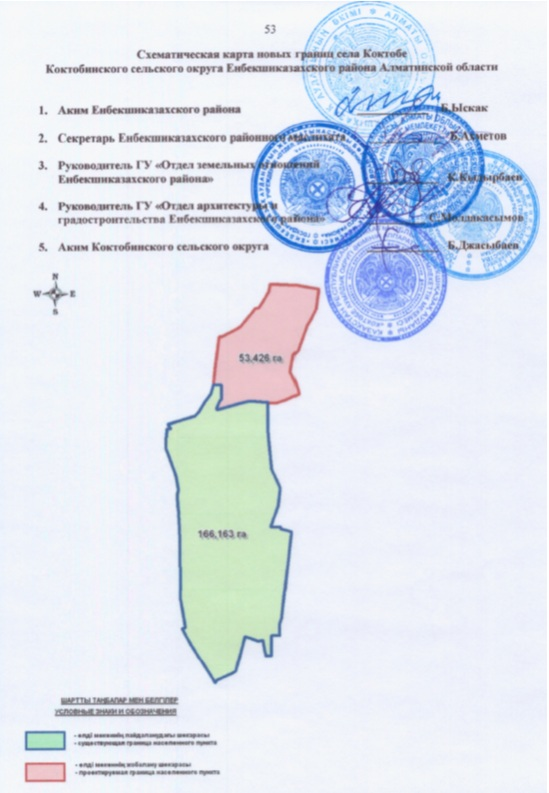 53
Схематическая карта новых границ села Коктобе
Коктобинского сельского округа Енбекшиказахского района Алматинской области
1. Аким Енбекшиказахского района Б.Ыскак
2. Секретарь Енбекшиказахского районного маслихата Б.Ахметов
3. Руководитель ГУ «Отдел земельных отношений
Енбекшиказахского района» К.Кыдырбаев
4. Руководитель ГУ «Отдел архитектуры и
градостроительства Енбекшиказахского района» С.Молдакасымов
5. Аким Коктобинского сельского округа Б.Джасыбаев
N
W E
S
53,426 га
166,163 га
ШАРТТЫ ТАҢБАЛАР МЕН БЕЛГІЛЕР
УСЛОВНЫЕ ЗНАКИ И ОБОЗНАЧЕНИЯ
- елді мекеннің пайдаланудағы шекарасы
- существующая граница населенного пункта
- елді мекеннің жобалану шекарасы
- проектируемая граница населенного пункта